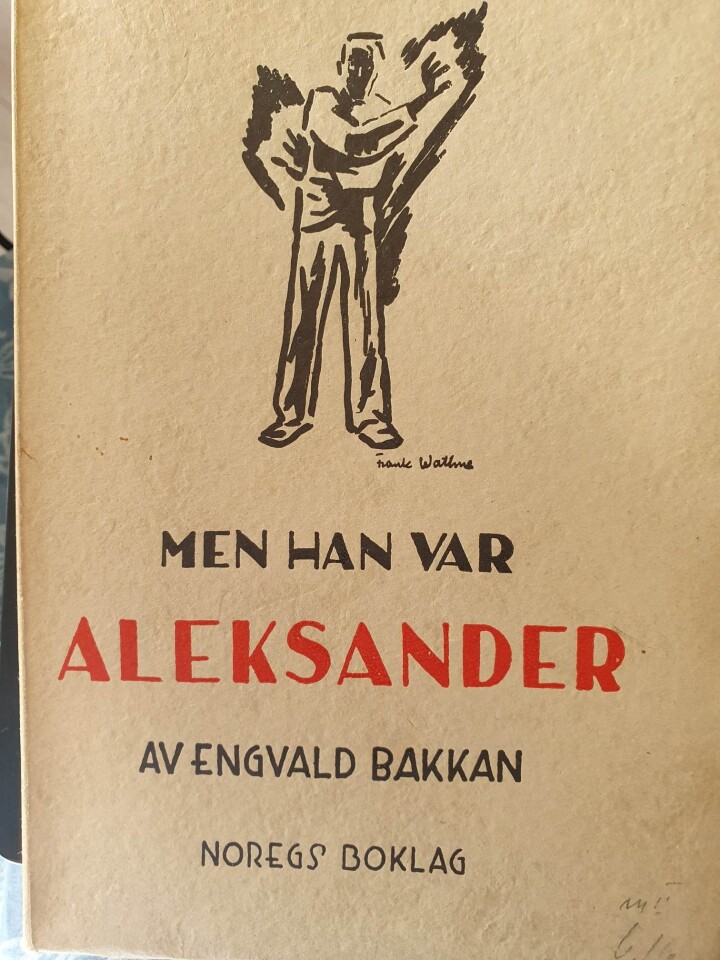 Frank Wathne
MEN HAN VAR
ALEKSANDER
AV ENGVALD BAKKAN
NOREGS BOKLAG